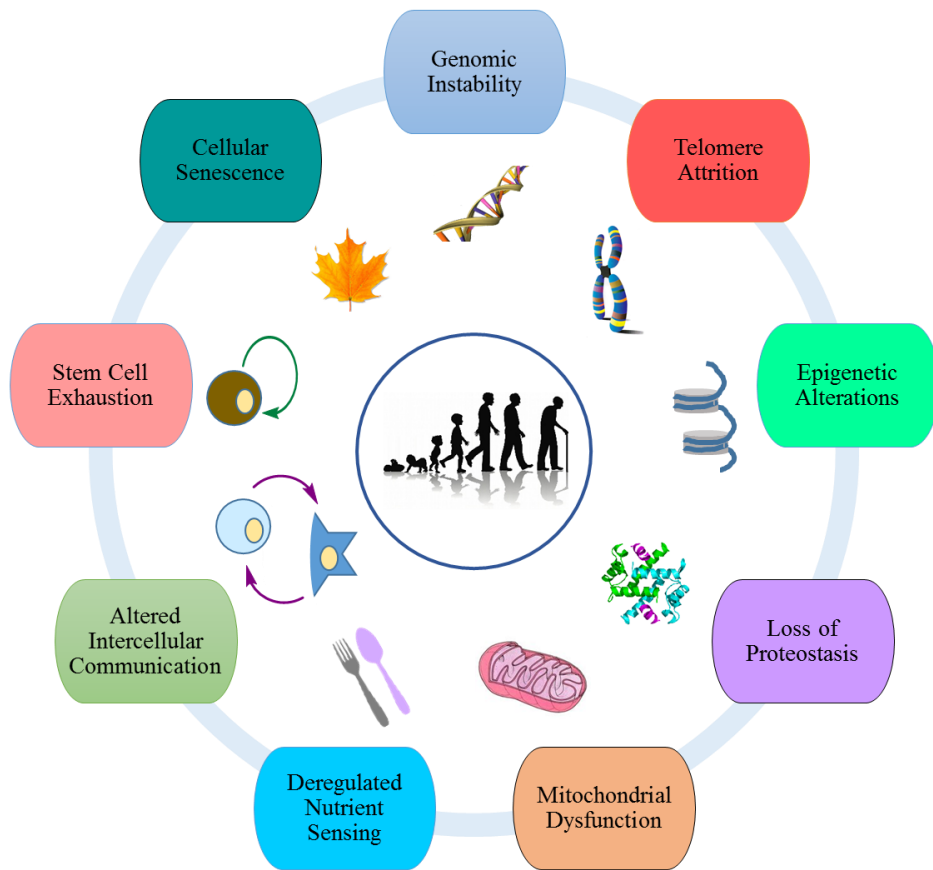 Genomic
Instability
Telomere
Attrition
Epigenetic
Alterations
Loss of
Proteostasis
Mitochondrial
Dysfunction
Deregulated
Nutrient
Sensing
Altered
Intercellular
Communication
Stem Cell
Exhaustion
Cellular
Senescence